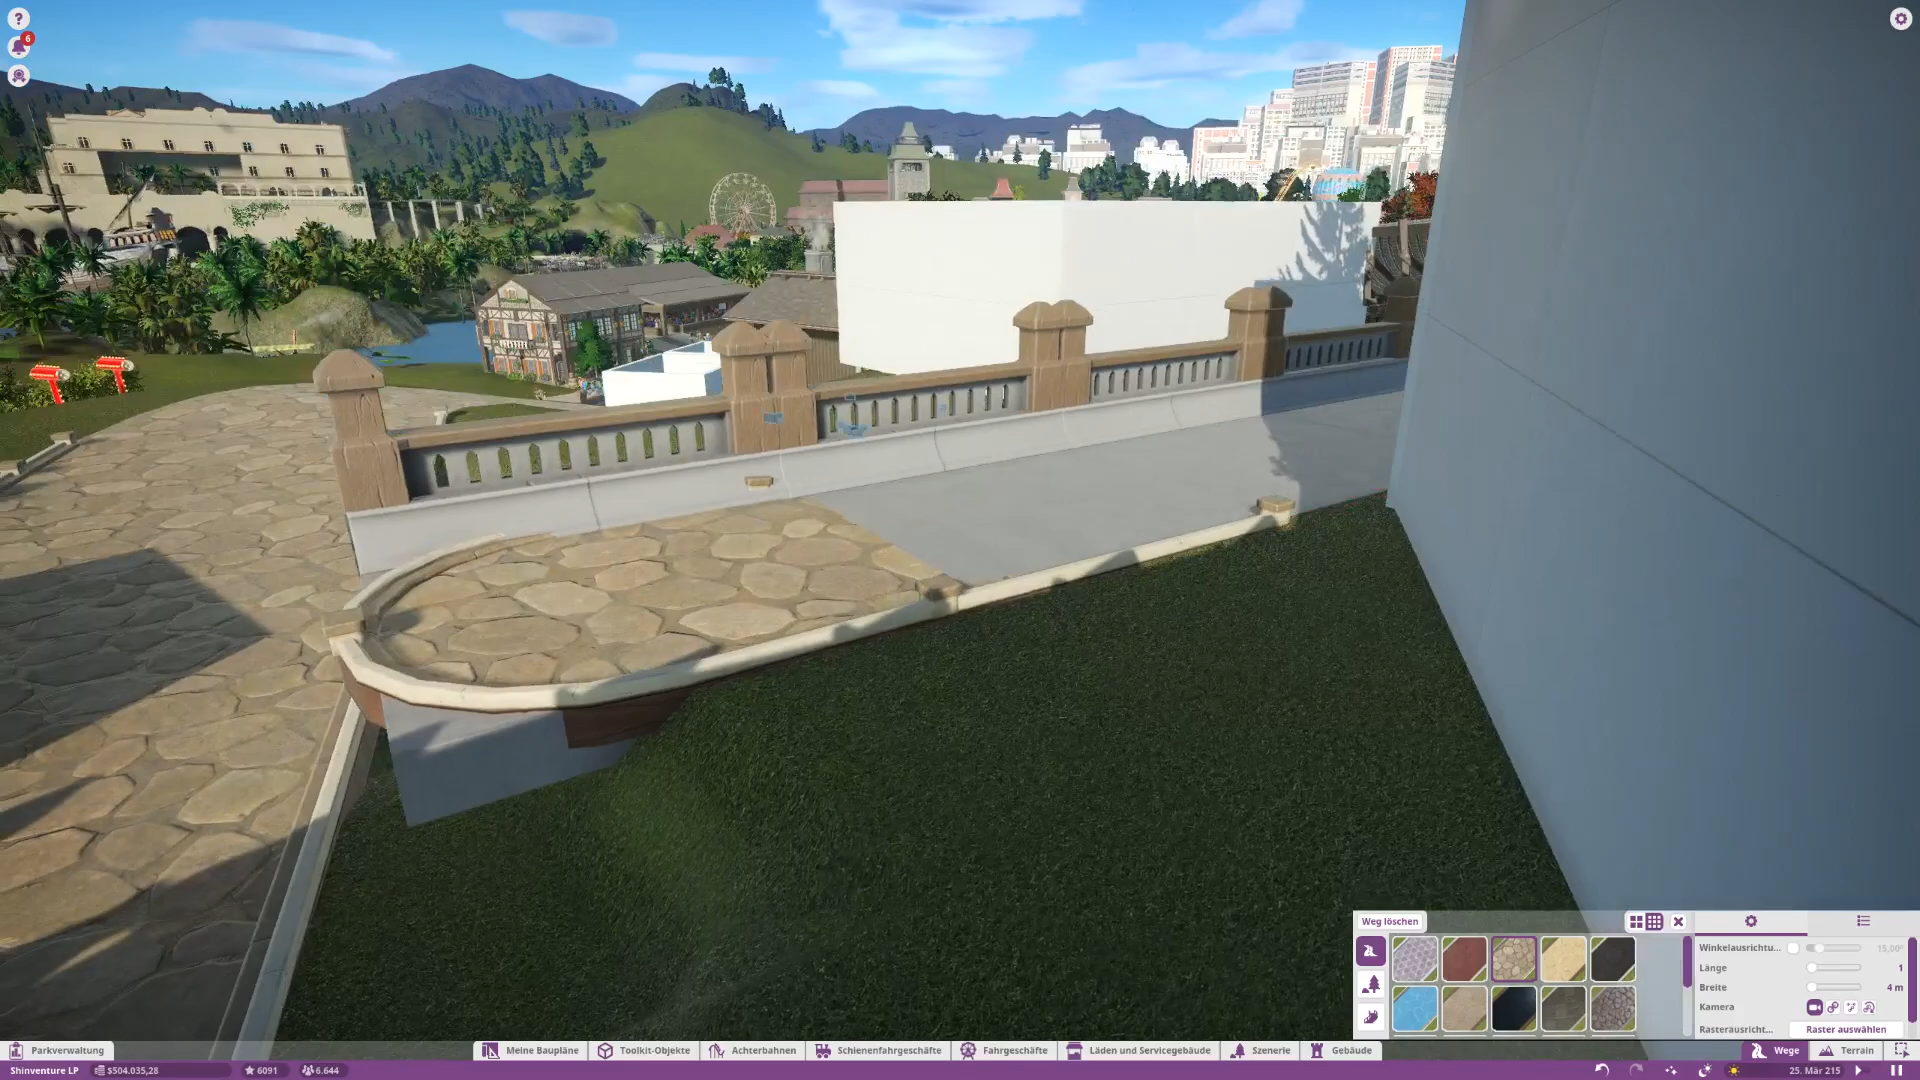 6
Weg löschen
Winkelausrichtu...
15,00°
Länge
1
Breite
4 m
Kamera
Rasterausricht...
Raster auswählen
Parkverwaltung
Meine Baupläne
Toolkit-Objekte
Achterbahnen
Schienenfahrgeschäfte
Fahrgeschäfte
Läden und Servicegebäude
Szenerie
Gebäude
Wege
Terrain
Shinventure LP
$504.035,28
6091
6.644
25. Mär 215